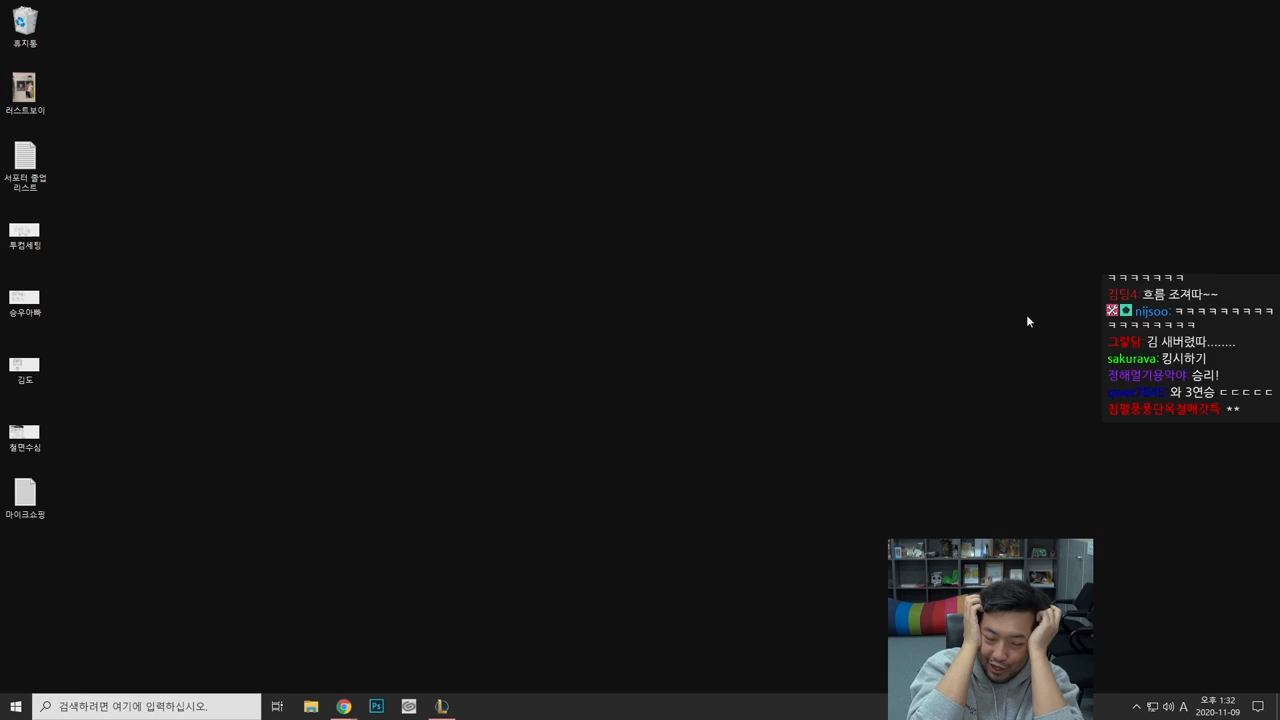 휴지통
러스트보이
서포터 졸업
리스트
투컴세팅
승우아빠
김도
철면수심
마이크쇼핑
ㅋㅋㅋㅋㅋㅋㅋ
김딩4: 흐름 조져따~~
nijsoo: ㅋㅋㅋㅋㅋㅋㅋㅋㅋ
ㅋㅋㅋㅋㅋㅋㅋㅋ
그렇담: 김 새버렸따........
sakurava: 킹시하기
정해열기용악아: 승리!
와 3연승 ㄷㄷㄷㄷㄷ
**
검색하려면 여기에 입력하십시오.
Ps
A
오후 1:32
2020-11-09